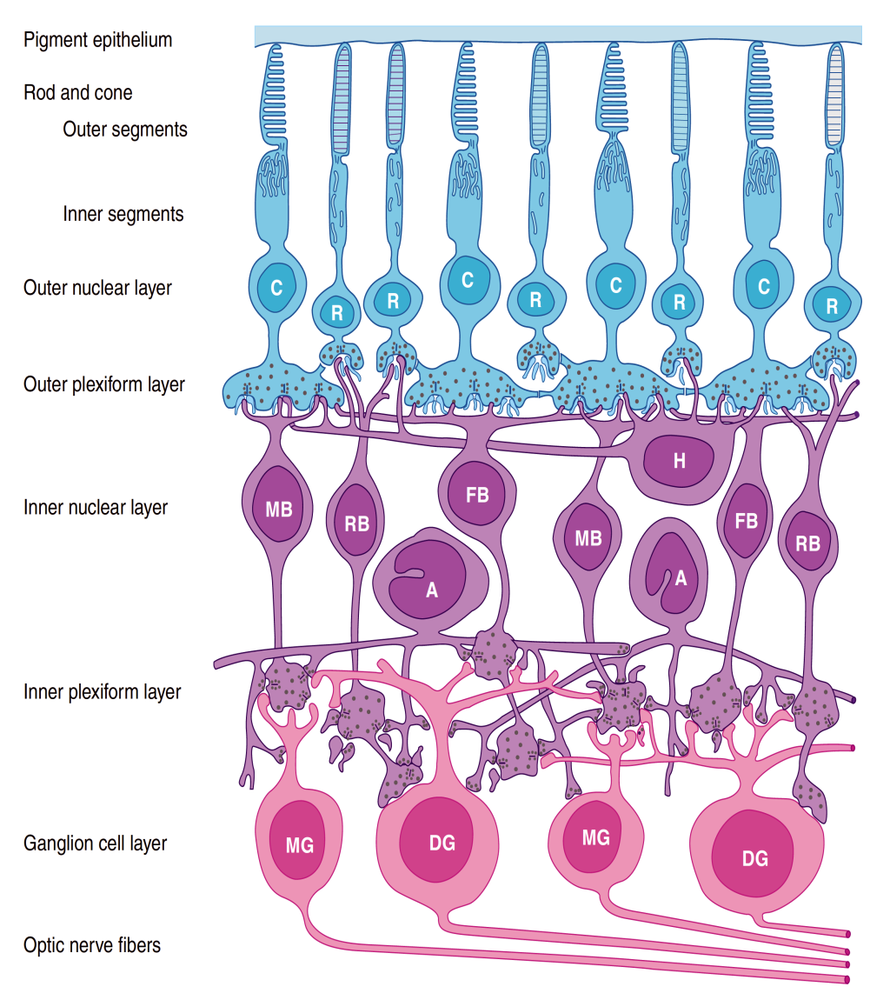 Pigment epithelium
Rod and cone
Outer segments
Inner segments
Outer nuclear layer
C
R
R
C
R
C
R
C
R
Outer plexiform layer
H
Inner nuclear layer
MB
RB
FB
MB
FB
RB
A
A
Inner plexiform layer
Ganglion cell layer
MG
DG
MG
DG
Optic nerve fibers